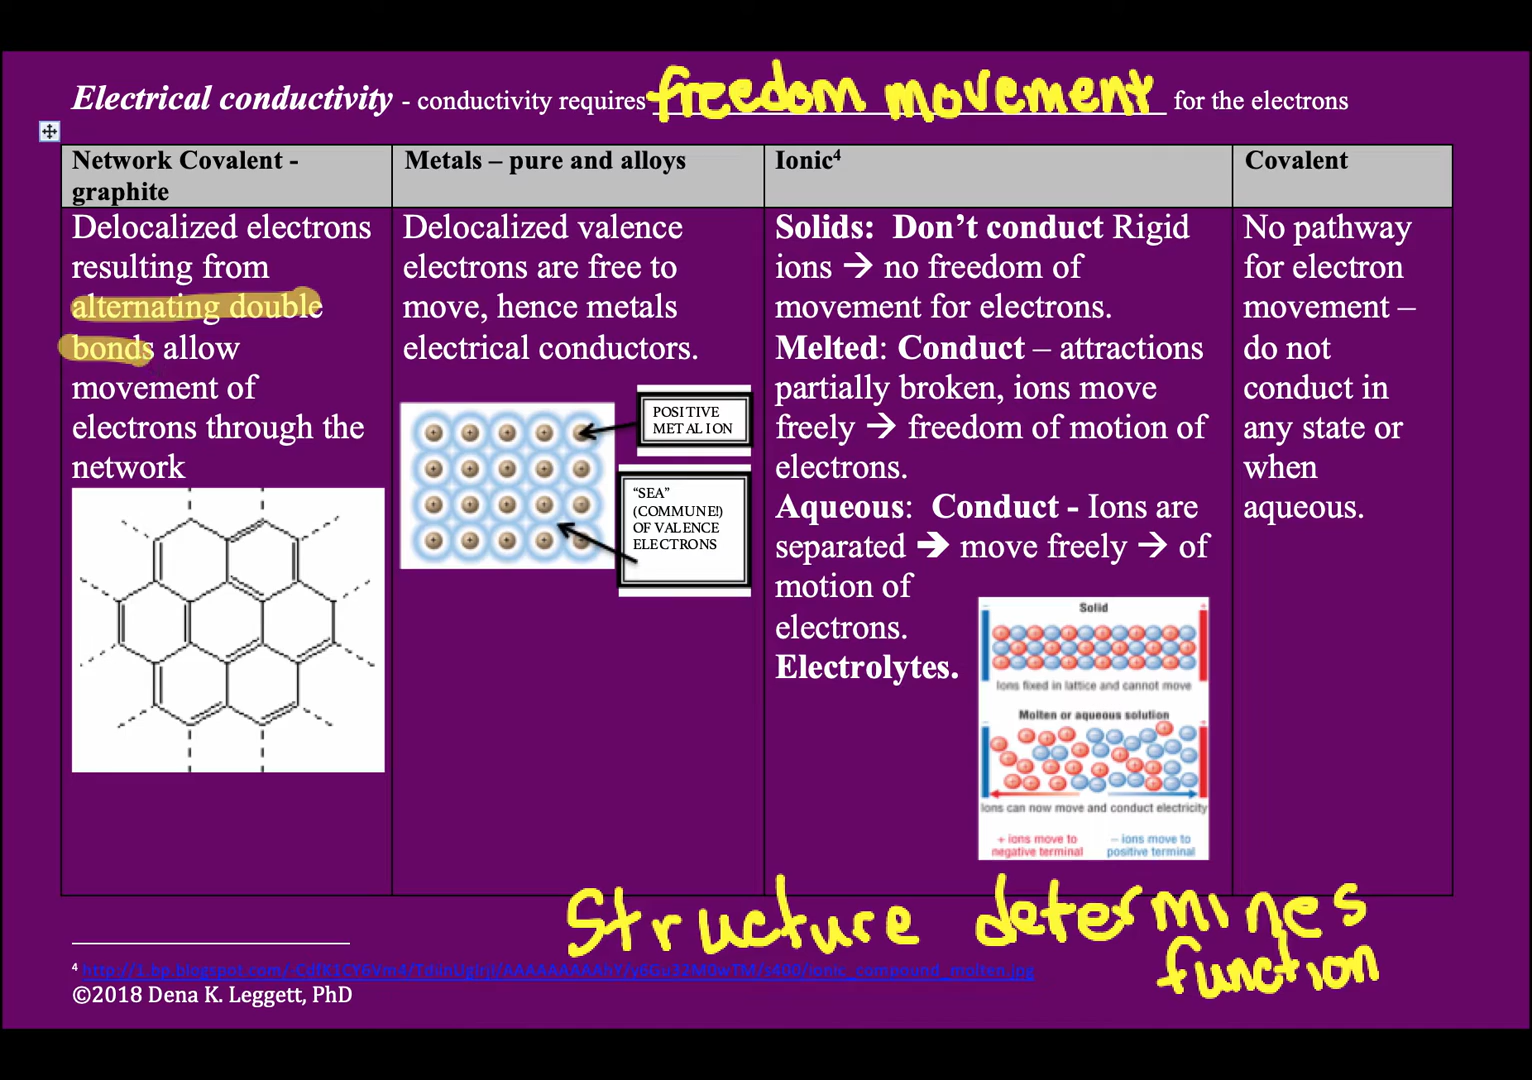 Electrical conductivity - conductivity requires freedom movement for the electrons
Network Covalent -
graphite
Delocalized electrons
resulting from
alternating double
bonds allow
movement of
electrons through the
network
Metals – pure and alloys
Delocalized valence
electrons are free to
move, hence metals
electrical conductors.
POSITIVE
METAL ION
“SEA”
(COMMUNE!)
OF VALENCE
ELECTRONS
Ionic⁴
Solids: Don’t conduct Rigid
ions → no freedom of
movement for electrons.
Melted: Conduct – attractions
partially broken, ions move
freely → freedom of motion of
electrons.
Aqueous: Conduct - Ions are
separated → move freely → of
motion of
electrons.
Electrolytes.
Solid
Ions fixed in lattice and cannot move
Molten or aqueous solution
Ions can now move and conduct electricity
+ ions move to
negative terminal
– ions move to
positive terminal
Covalent
No pathway
for electron
movement –
do not
conduct in
any state or
when
aqueous.
Structure determines
function
©2018 Dena K. Leggett, PhD